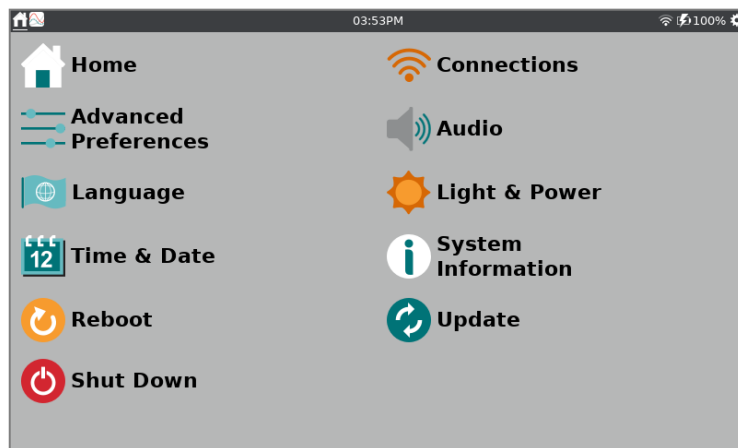 03:53PM
100%
Home
Connections
Advanced
Preferences
Audio
Language
Light & Power
12
Time & Date
System
Information
Reboot
Update
Shut Down